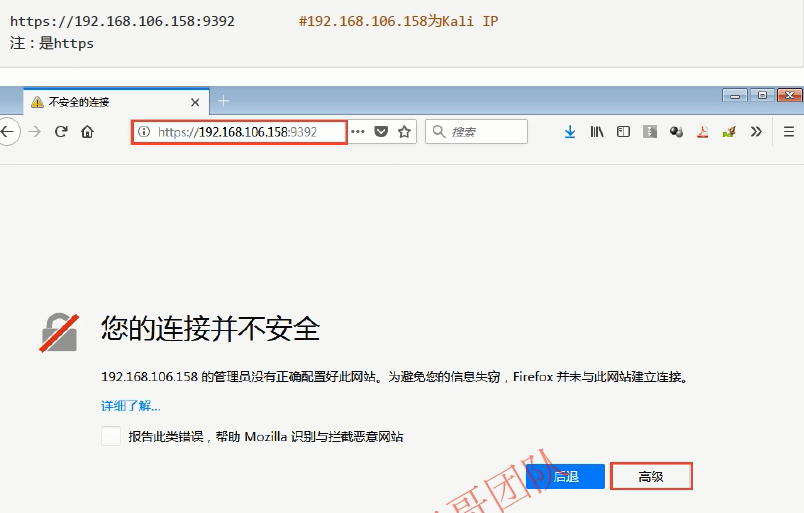 https://192.168.106.158:9392 #192.168.106.158为Kali IP
注：是https
不安全的连接
https://192.168.106.158:9392
搜索
您的连接并不安全
192.168.106.158 的管理员没有正确配置好此网站。为避免您的信息失窃，Firefox 并未与此网站建立连接。
详细了解...
报告此类错误，帮助 Mozilla 识别与拦截恶意网站
后退 高级
哥团队